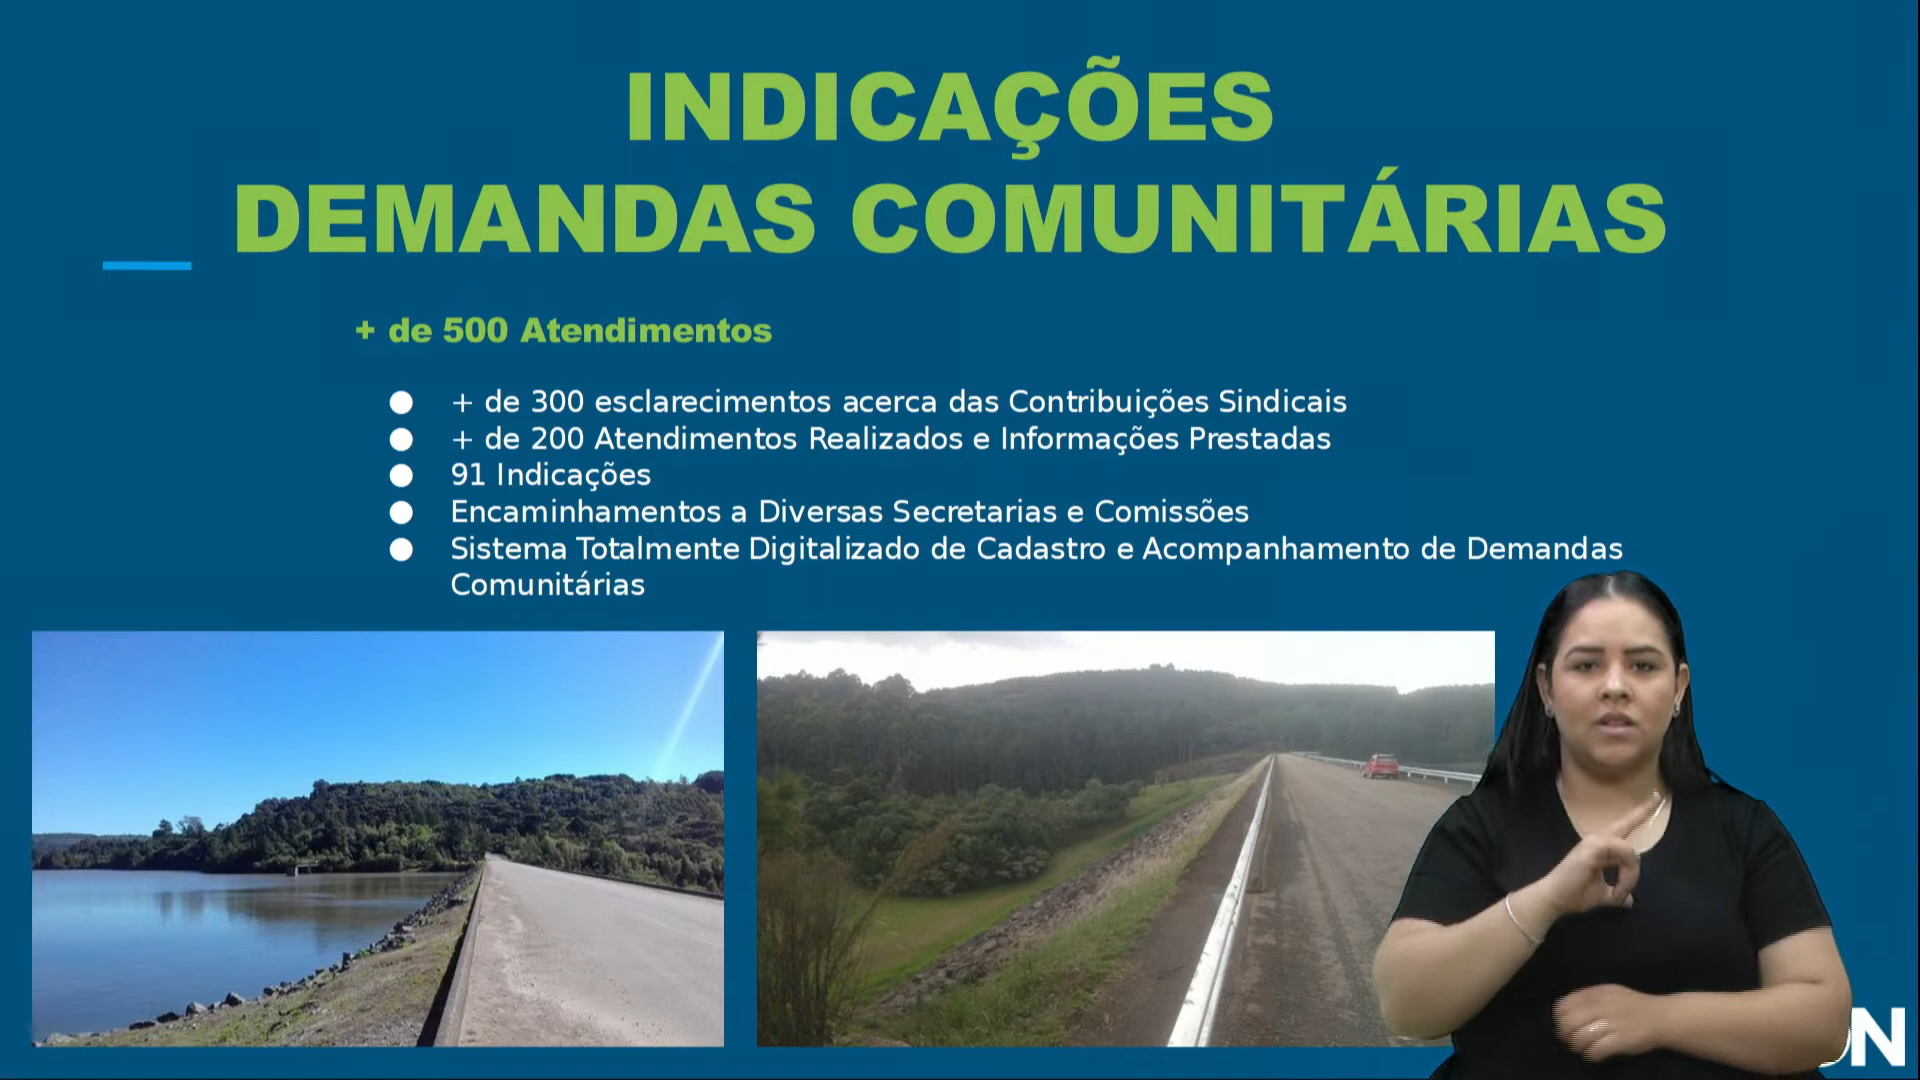 INDICAÇÕES
DEMANDAS COMUNITÁRIAS
+ de 500 Atendimentos
● + de 300 esclarecimentos acerca das Contribuições Sindicais
● + de 200 Atendimentos Realizados e Informações Prestadas
● 91 Indicações
● Encaminhamentos a Diversas Secretarias e Comissões
● Sistema Totalmente Digitalizado de Cadastro e Acompanhamento de Demandas
Comunitárias